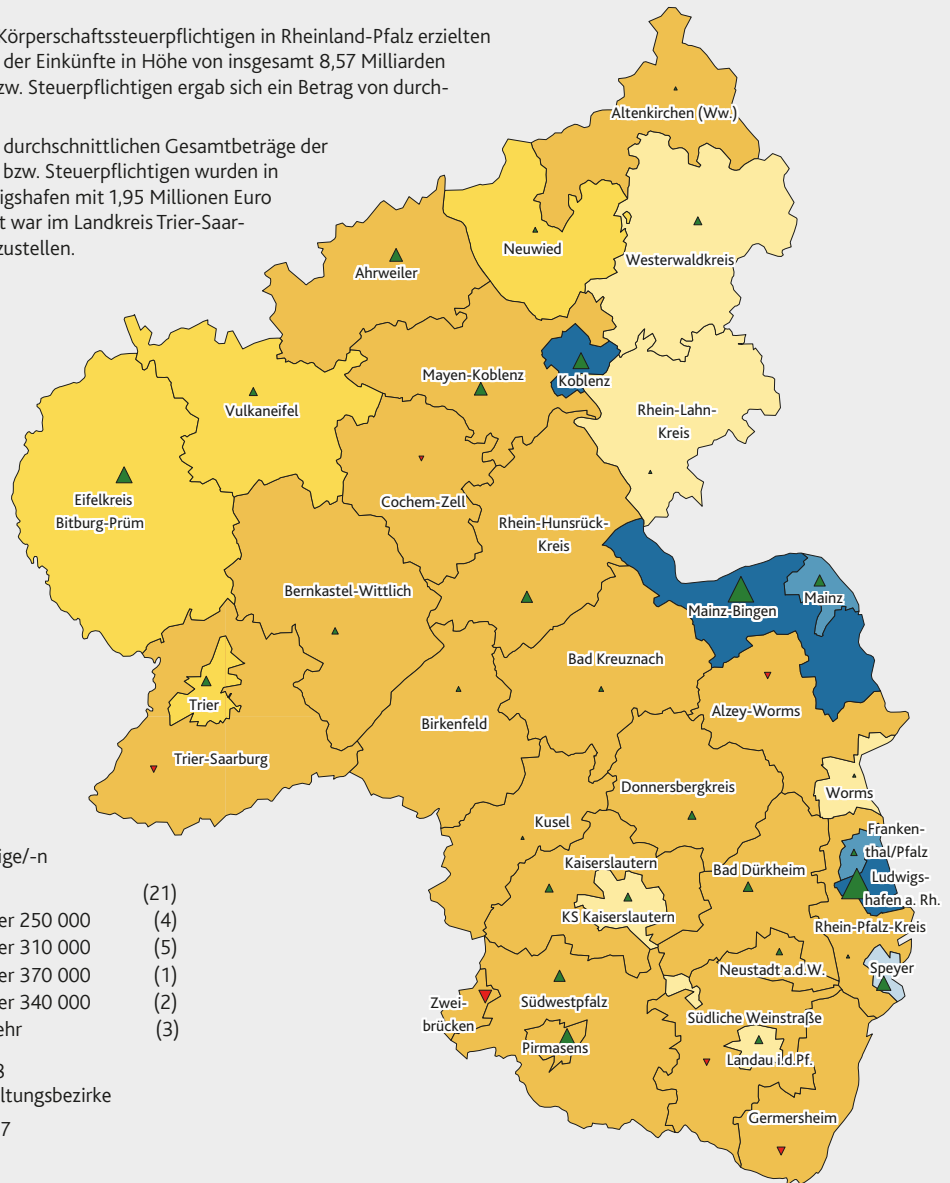 Körperschaftssteuerpflichtigen in Rheinland-Pfalz erzielten
der Einkünfte in Höhe von insgesamt 8,57 Milliarden
zw. Steuerpflichtigen ergab sich ein Betrag von durch-
durchschnittlichen Gesamtbeträge der
bzw. Steuerpflichtigen wurden in
igshafen mit 1,95 Millionen Euro
t war im Landkreis Trier-Saar-
zustellen.
Altenkirchen (Ww.)
Neuwied
Westerwaldkreis
Ahrweiler
Mayen-Koblenz
Koblenz
Vulkaneifel
Rhein-Lahn-
Kreis
Eifelkreis
Bitburg-Prüm
Cochem-Zell
Rhein-Hunsrück-
Kreis
Bernkastel-Wittlich
Mainz-Bingen
Mainz
Bad Kreuznach
Trier
Birkenfeld
Alzey-Worms
Trier-Saarburg
Donnersbergkreis
Worms
Kusel
Franken-
thal/Pfalz
Kaiserslautern
Bad Dürkheim
Ludwigs-
hafen a. Rh.
KS Kaiserslautern
Rhein-Pfalz-Kreis
Neustadt a.d.W.
Speyer
Zwei-
brücken
Südwestpfalz
Südliche Weinstraße
Pirmasens
Landau i.d.Pf.
Germersheim
ige/-n
(21)
er 250 000 (4)
er 310 000 (5)
er 370 000 (1)
er 340 000 (2)
ehr (3)
3
ltungsbezirke
7